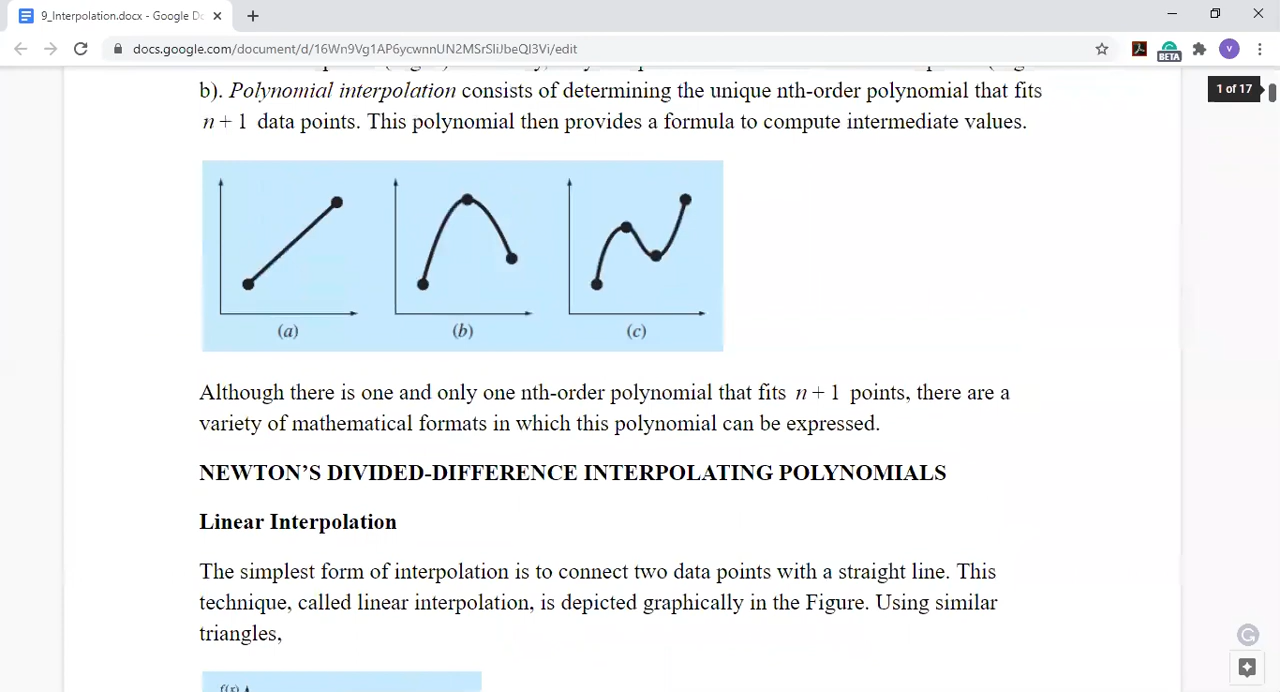 9_Interpolation.docx - Google Do
docs.google.com/document/d/16Wn9Vg1AP6ycwnnUN2MSrSliJbeQI3Vi/edit
BETA
V
1 of 17
b). Polynomial interpolation consists of determining the unique nth-order polynomial that fits
n + 1 data points. This polynomial then provides a formula to compute intermediate values.
(a)
(b)
(c)
Although there is one and only one nth-order polynomial that fits n + 1 points, there are a
variety of mathematical formats in which this polynomial can be expressed.
NEWTON’S DIVIDED-DIFFERENCE INTERPOLATING POLYNOMIALS
Linear Interpolation
The simplest form of interpolation is to connect two data points with a straight line. This
technique, called linear interpolation, is depicted graphically in the Figure. Using similar
triangles,
f(x)